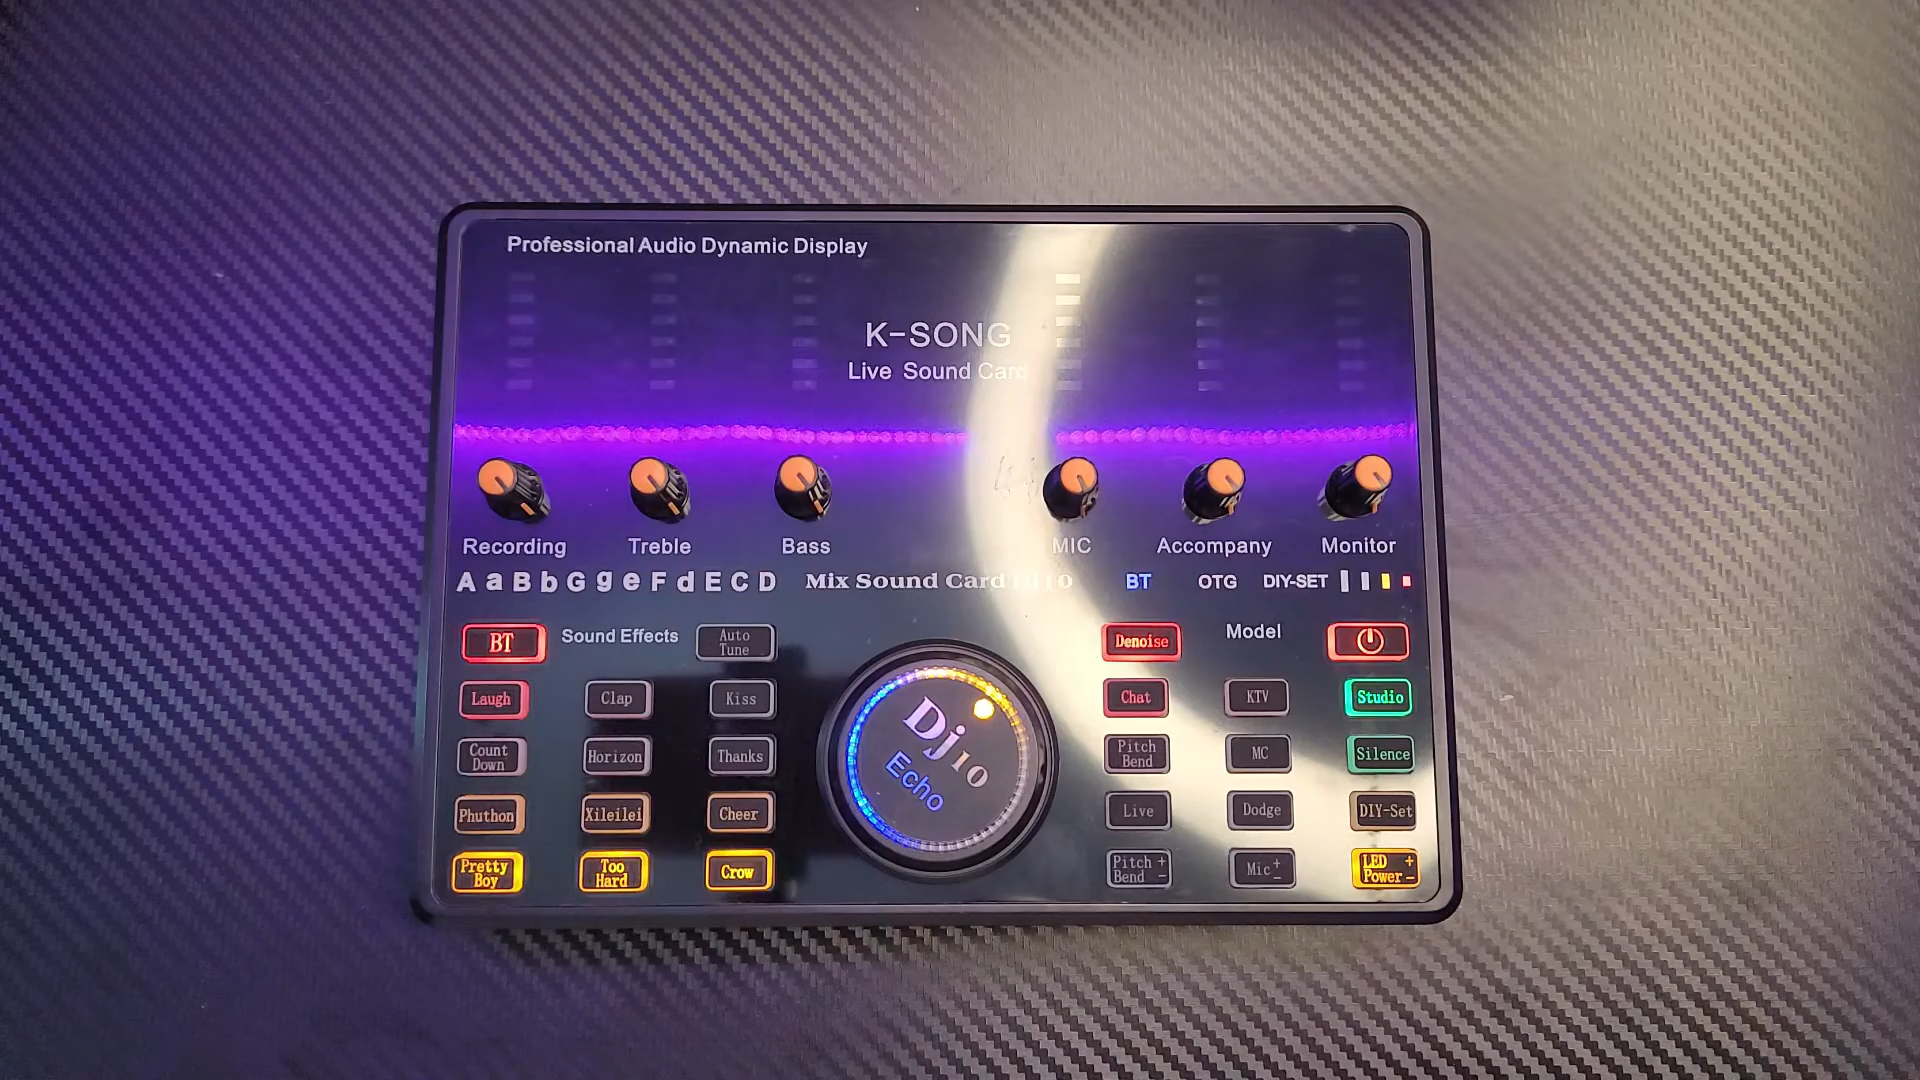 Professional Audio Dynamic Display
K-SONG
Live Sound Card
Recording Treble Bass MIC Accompany Monitor
A a B b G g e F d E C D Mix Sound Card BT OTG DIY-SET
BT Sound Effects Auto Tune Denoise Model
Laugh Clap Kiss Chat KTV Studio
Count Down Horizon Thanks Pitch Bend MC Silence
Phuthon Xileilei Cheer Live Dodge DIY-Set
Pretty Boy Too Hard Crow Pitch Bend + - Mic + - LED Power + -
Dj10
Echo